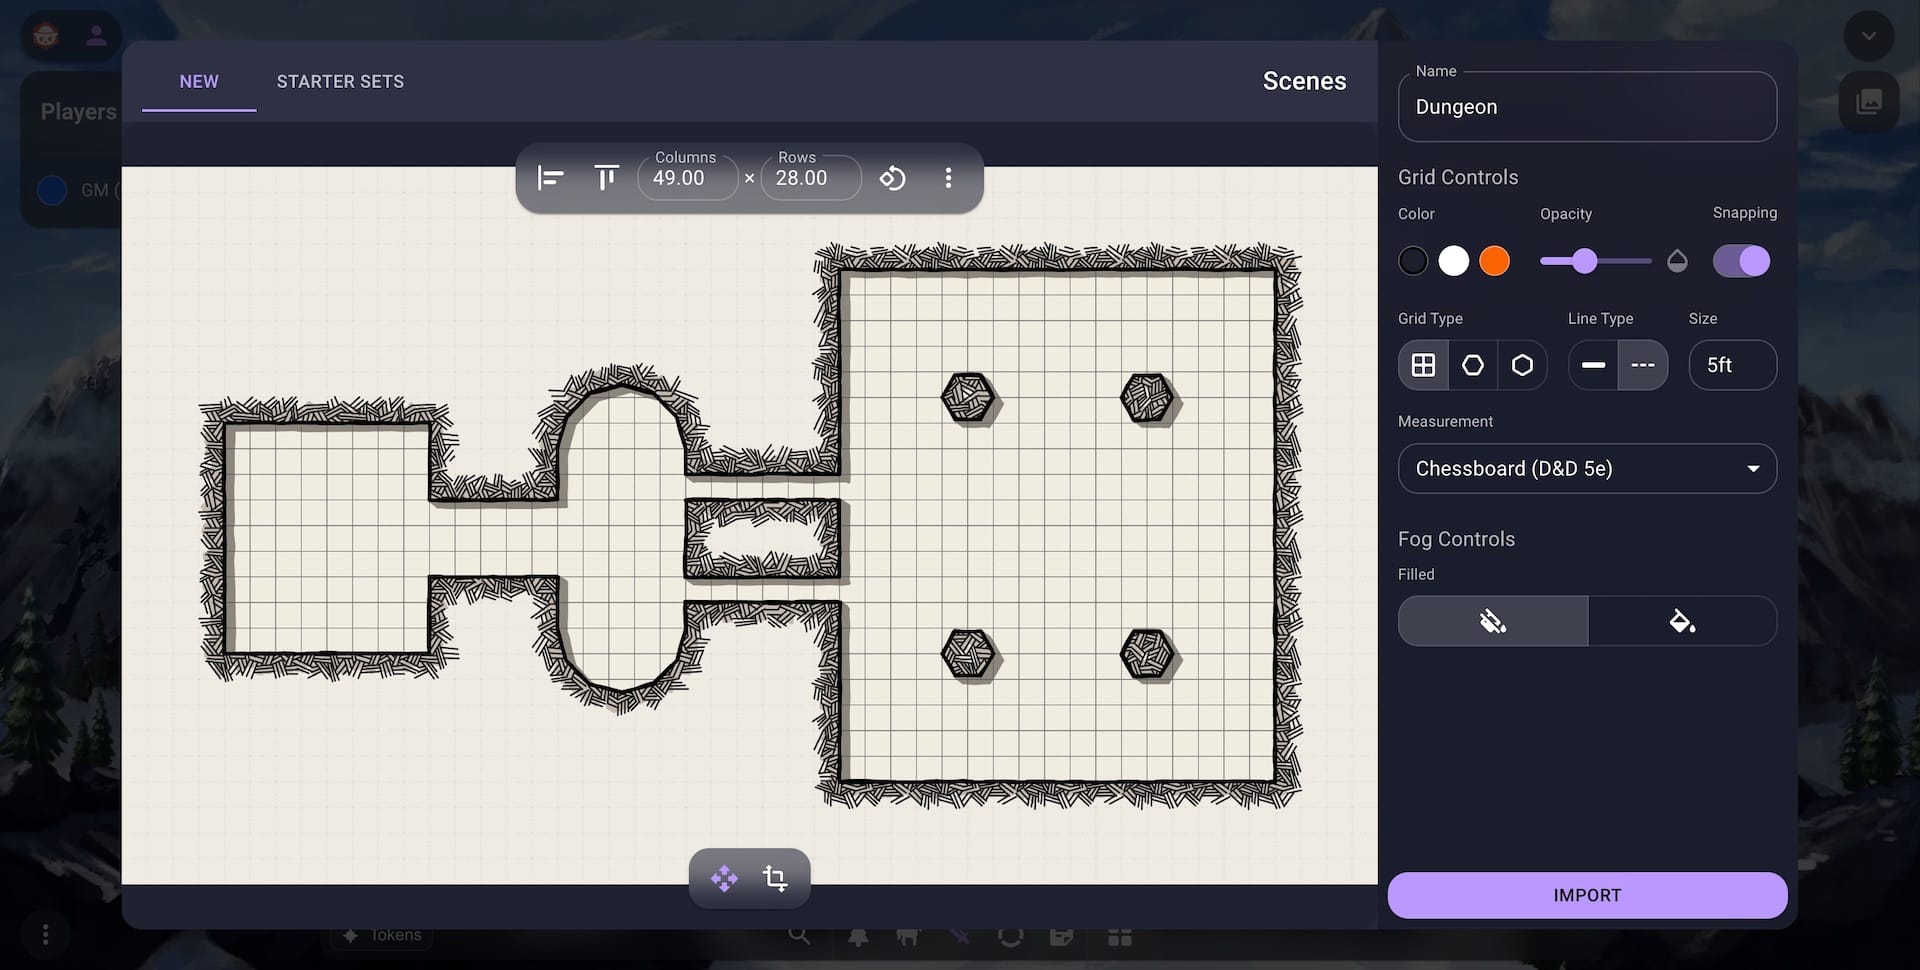 Players
GM (
NEW
STARTER SETS
Scenes
Columns
49.00
×
Rows
28.00
Name
Dungeon
Grid Controls
Color
Opacity
Snapping
Grid Type
Line Type
Size
5ft
Measurement
Chessboard (D&D 5e)
Fog Controls
Filled
IMPORT
Tokens